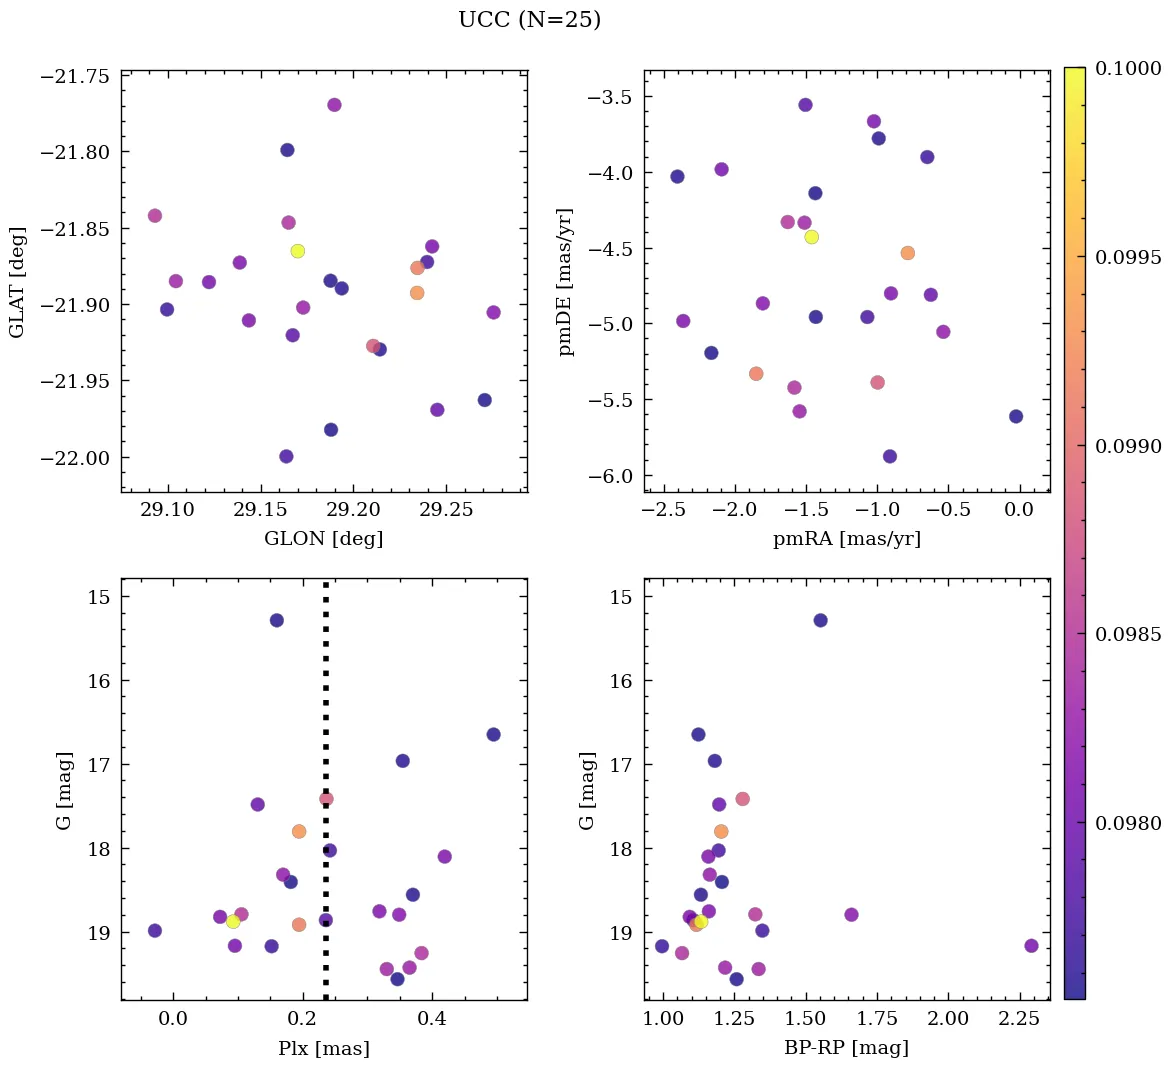 UCC (N=25)
−21.75
−21.80
−21.85
−21.90
−21.95
−22.00
GLAT [deg]
29.10 29.15 29.20 29.25
GLON [deg]
−3.5
−4.0
−4.5
−5.0
−5.5
−6.0
pmDE [mas/yr]
−2.5 −2.0 −1.5 −1.0 −0.5 0.0
pmRA [mas/yr]
15
16
17
18
19
G [mag]
0.0 0.2 0.4
Plx [mas]
15
16
17
18
19
G [mag]
1.00 1.25 1.50 1.75 2.00 2.25
BP-RP [mag]
0.1000
0.0995
0.0990
0.0985
0.0980